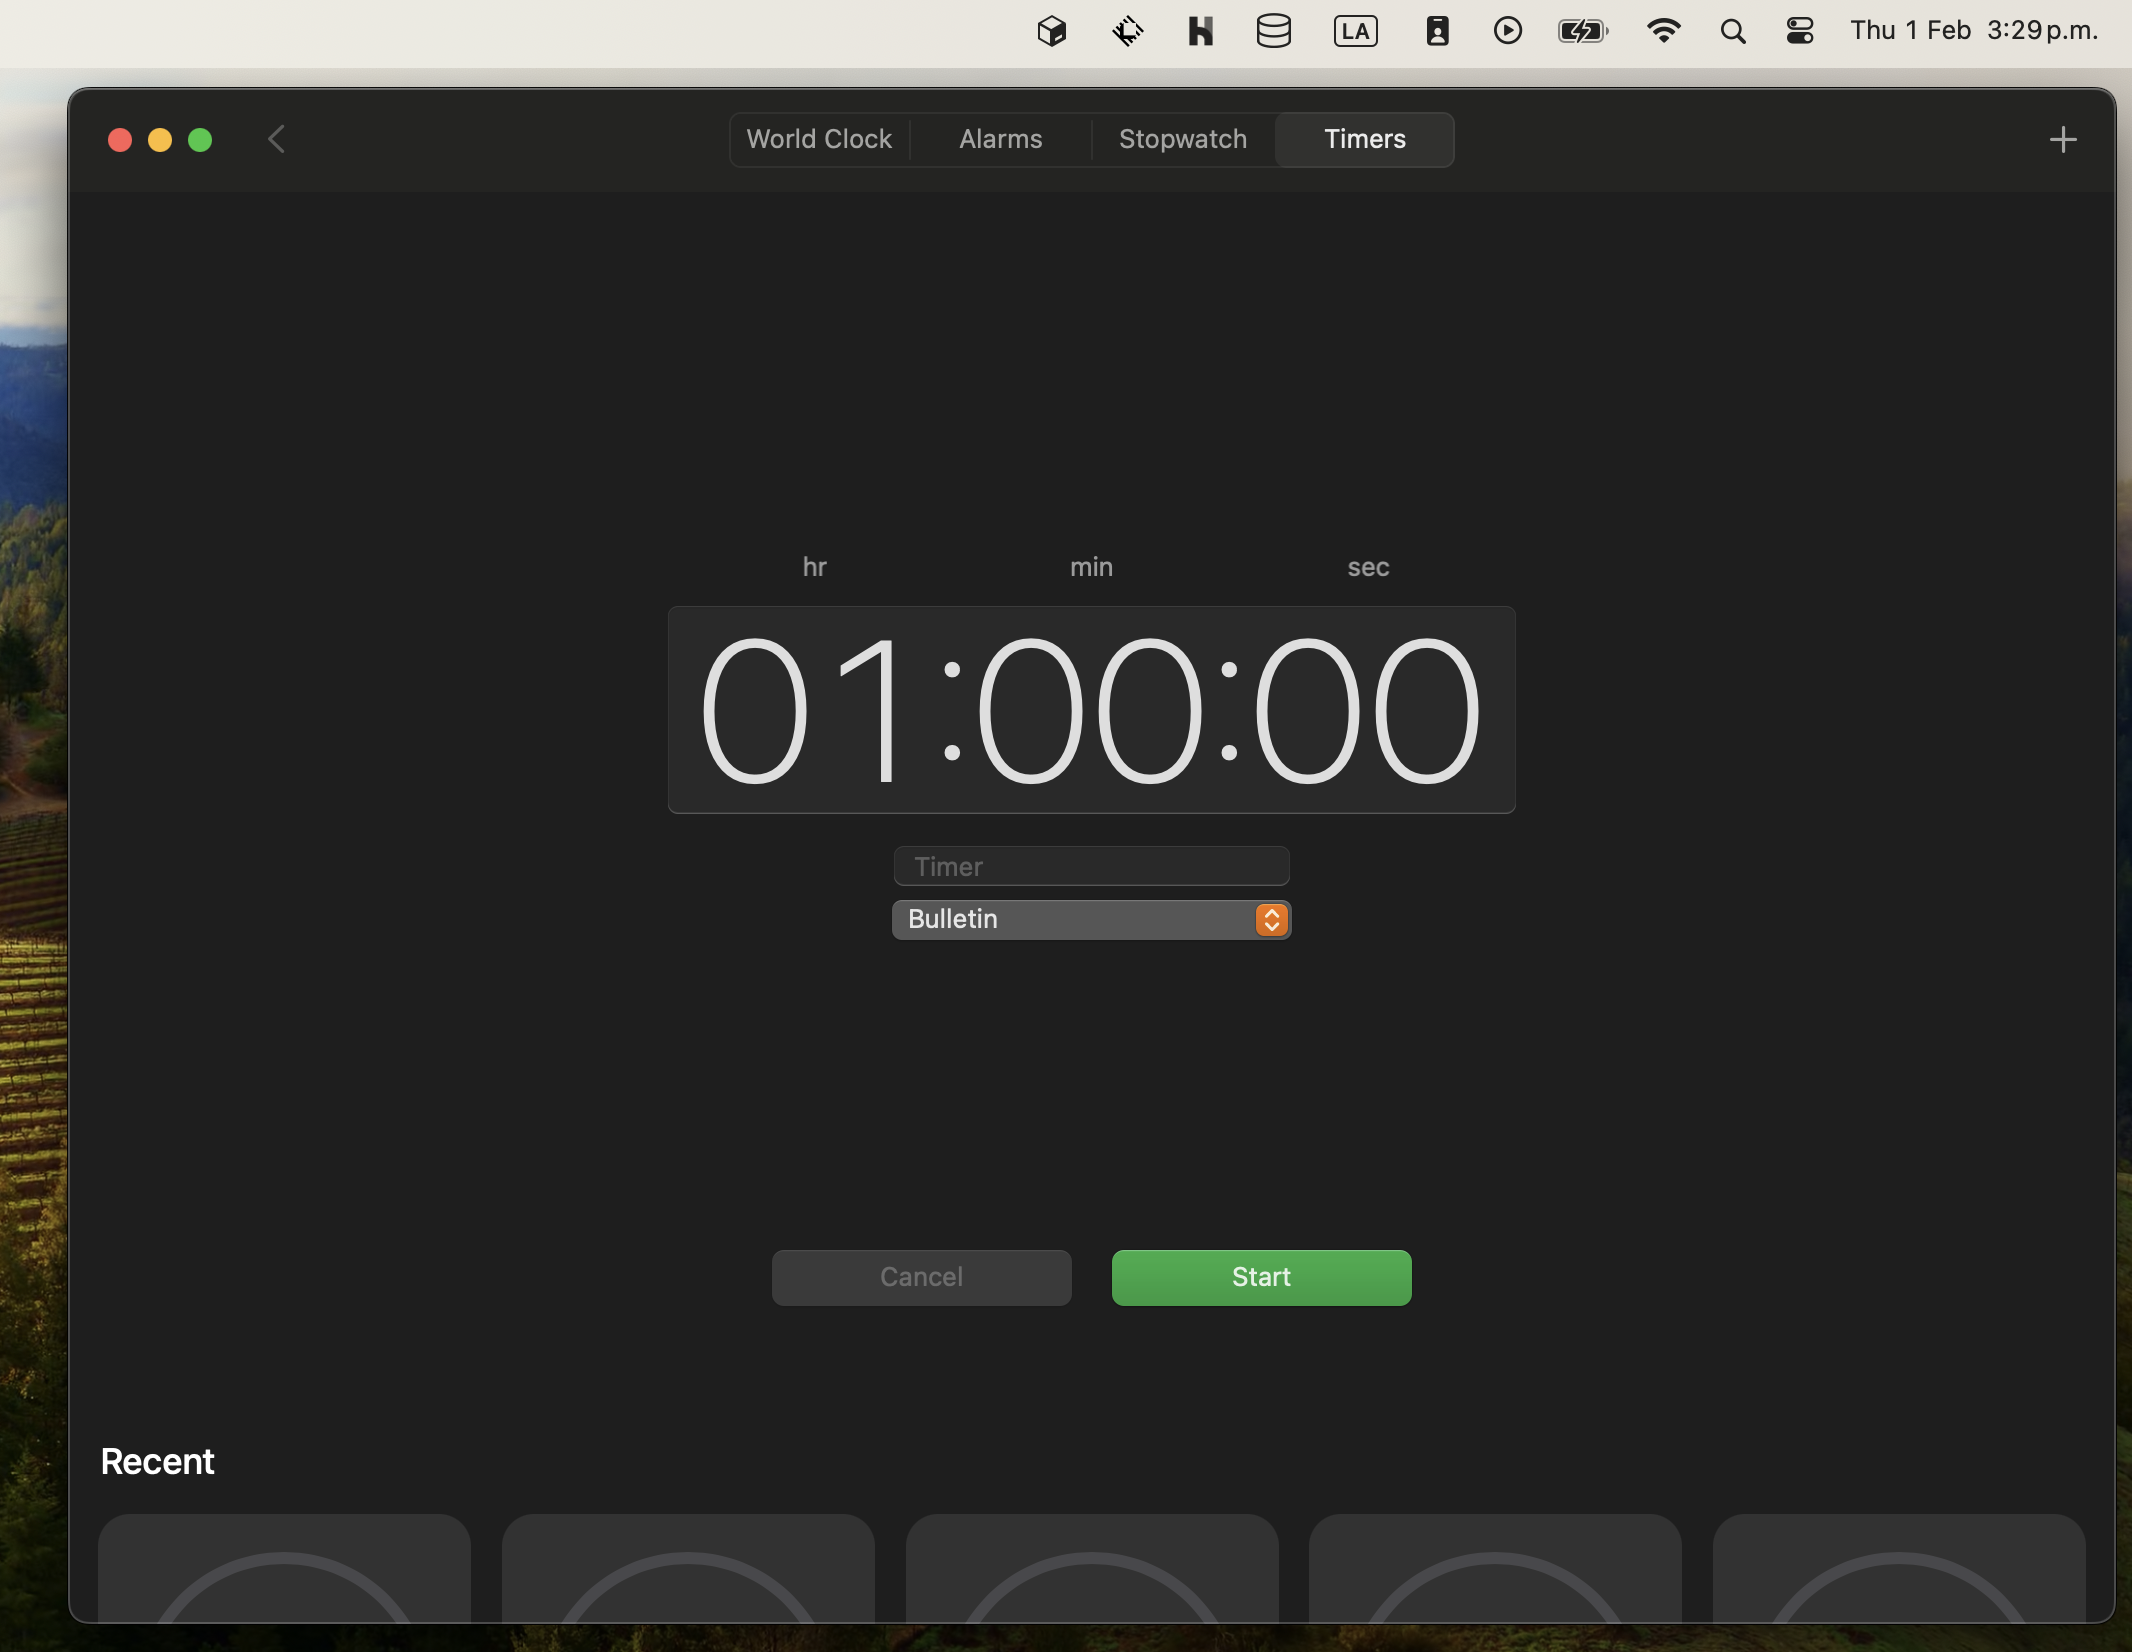 LA
Thu 1 Feb 3:29 p.m.
World Clock
Alarms
Stopwatch
Timers
hr
min
sec
01:00:00
Timer
Bulletin
Cancel
Start
Recent